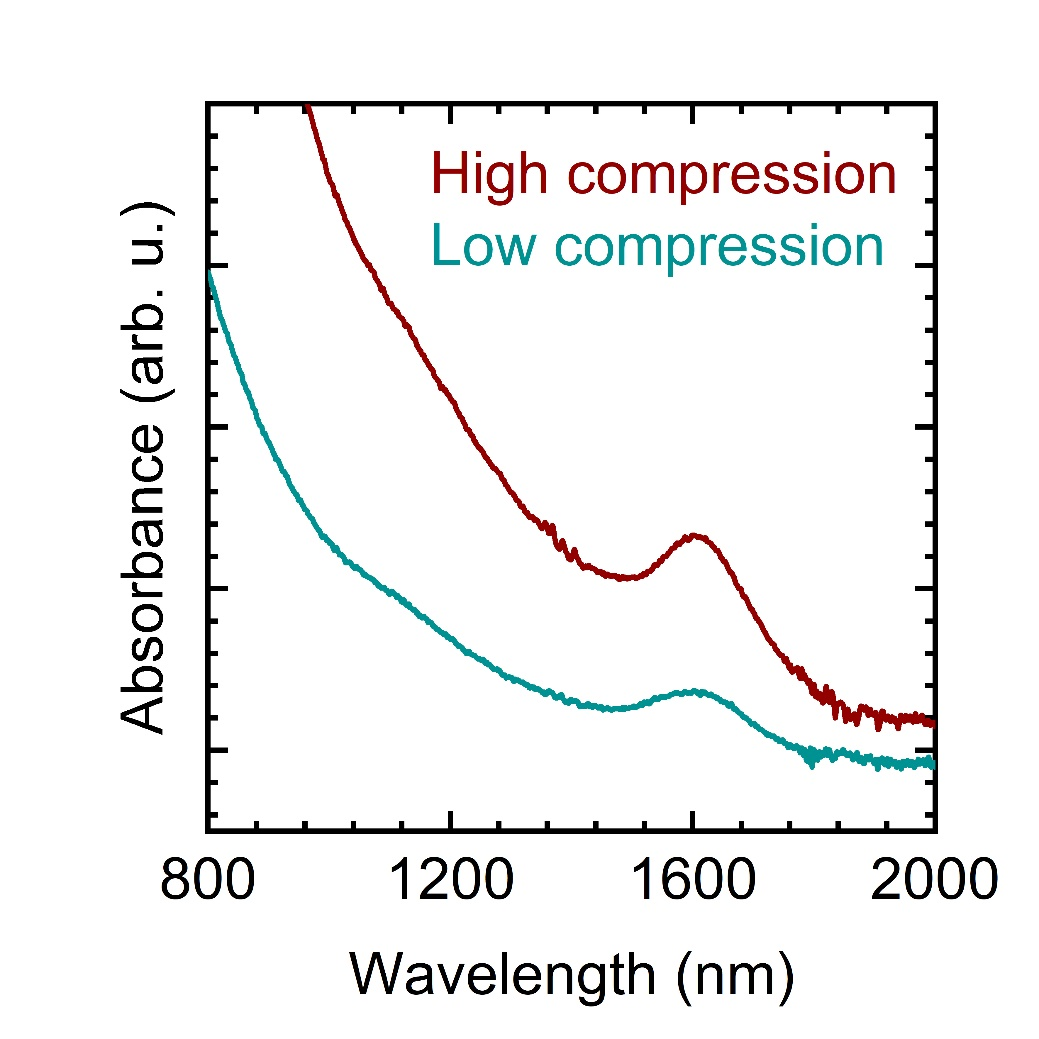 High compression
Low compression
Absorbance (arb. u.)
800 1200 1600 2000
Wavelength (nm)